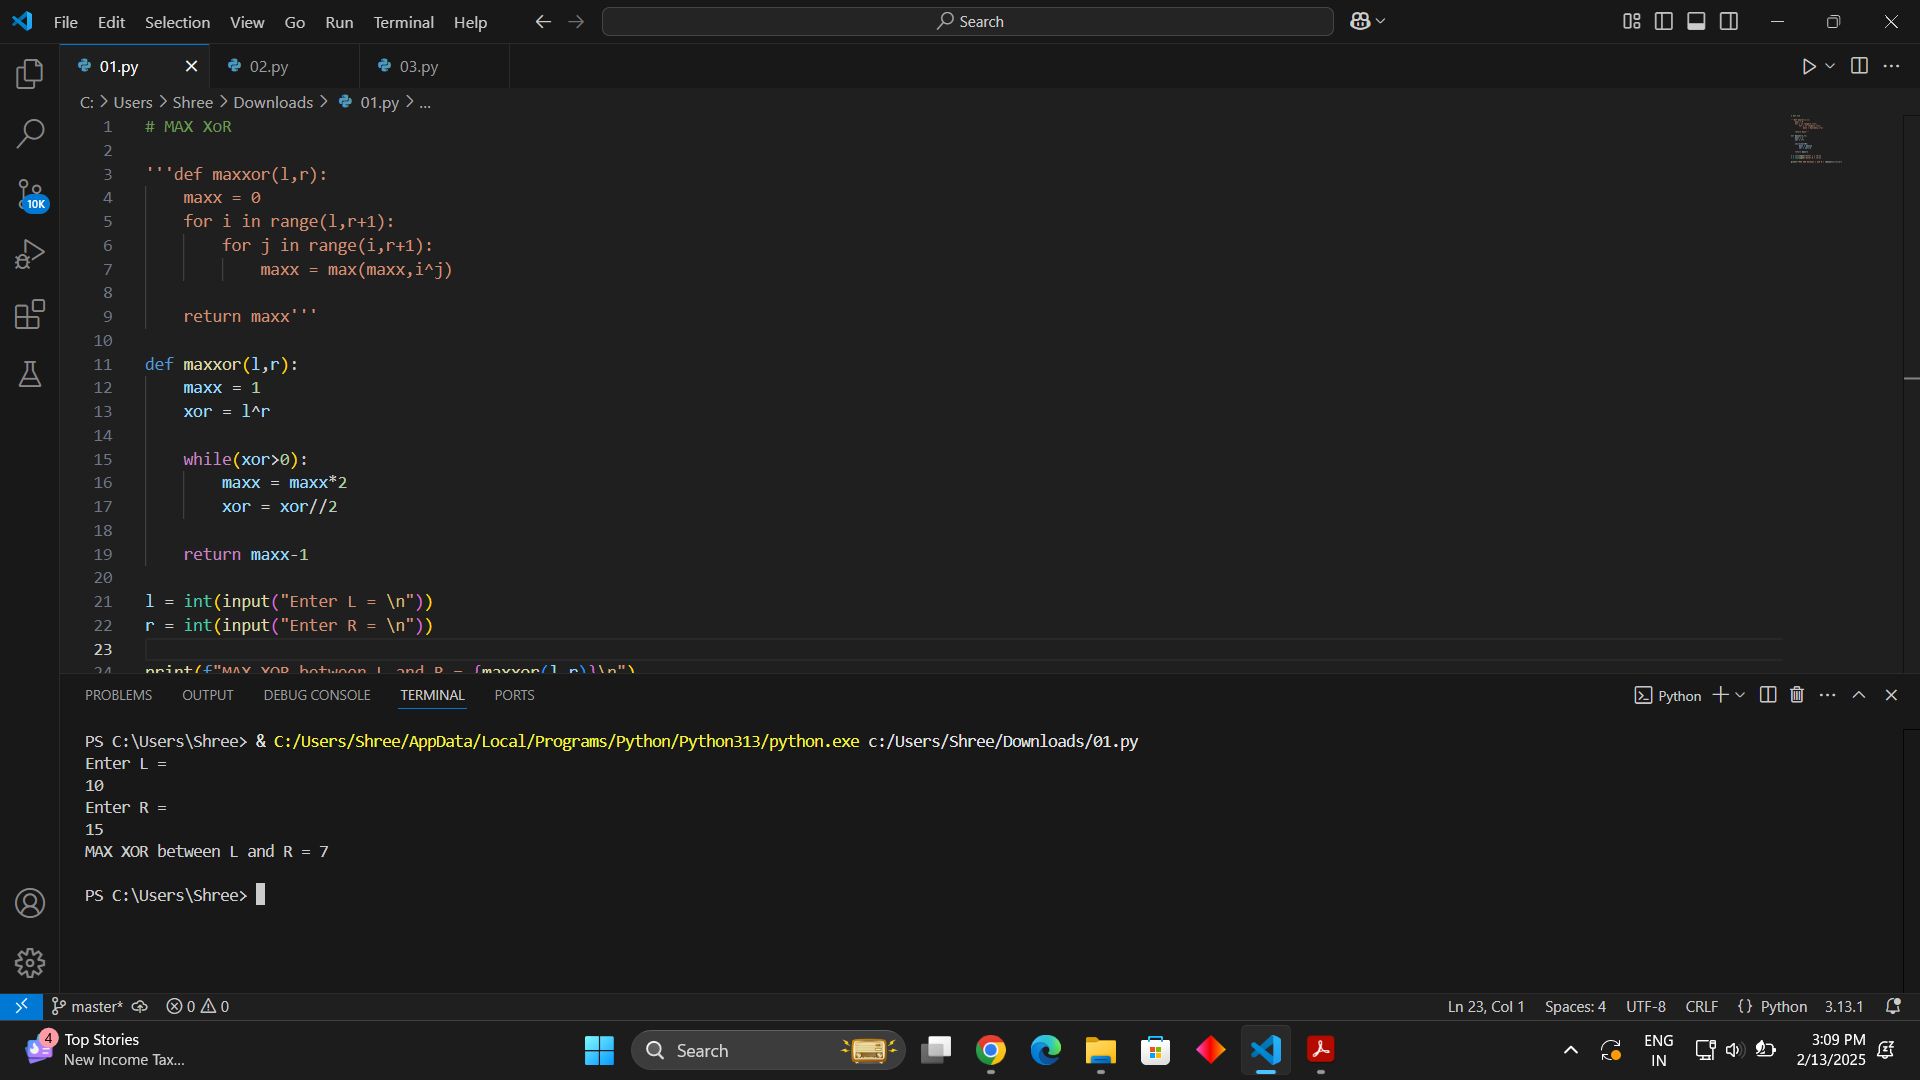 File Edit Selection View Go Run Terminal Help
Search
01.py
02.py
03.py
C: > Users > Shree > Downloads > 01.py > ...
1 # MAX XoR
2
3 '''def maxxor(l,r):
4 maxx = 0
5 for i in range(l,r+1):
6 for j in range(i,r+1):
7 maxx = max(maxx,i^j)
8
9 return maxx'''
10
11 def maxxor(l,r):
12 maxx = 1
13 xor = l^r
14
15 while(xor>0):
16 maxx = maxx*2
17 xor = xor//2
18
19 return maxx-1
20
21 l = int(input("Enter L = \n"))
22 r = int(input("Enter R = \n"))
23
24 print(f"MAX XOR between L and R = {maxxor(l,r)}\n")
10K
PROBLEMS OUTPUT DEBUG CONSOLE TERMINAL PORTS
Python
PS C:\Users\Shree> & C:/Users/Shree/AppData/Local/Programs/Python/Python313/python.exe c:/Users/Shree/Downloads/01.py
Enter L =
10
Enter R =
15
MAX XOR between L and R = 7
PS C:\Users\Shree>
master* 0 0
Ln 23, Col 1 Spaces: 4 UTF-8 CRLF {} Python 3.13.1
4
Top Stories
New Income Tax...
Search
ENG
IN
3:09 PM
2/13/2025